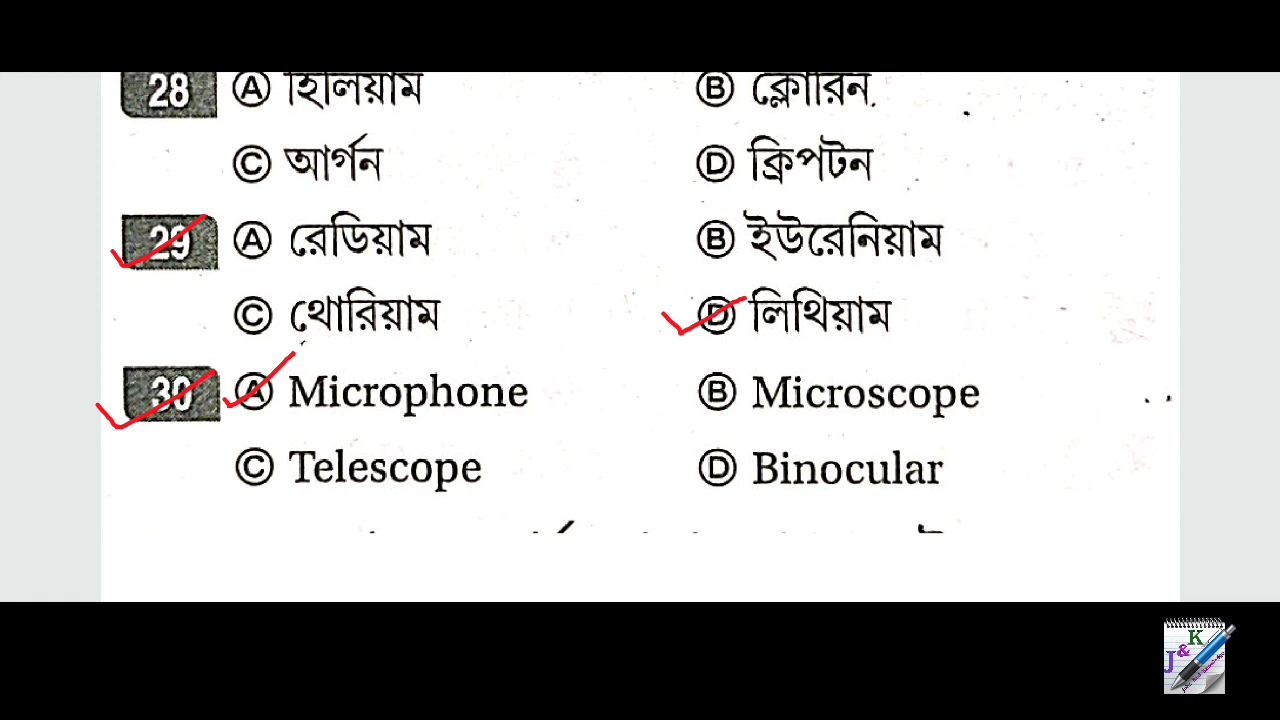 28 Ⓐ হিলিয়াম Ⓑ ক্লোরিন
Ⓒ আর্গন Ⓓ ক্রিপটন
29 Ⓐ রেডিয়াম Ⓑ ইউরেনিয়াম
Ⓒ থোরিয়াম Ⓓ লিথিয়াম
30 Ⓐ Microphone Ⓑ Microscope
Ⓒ Telescope Ⓓ Binocular
J & K